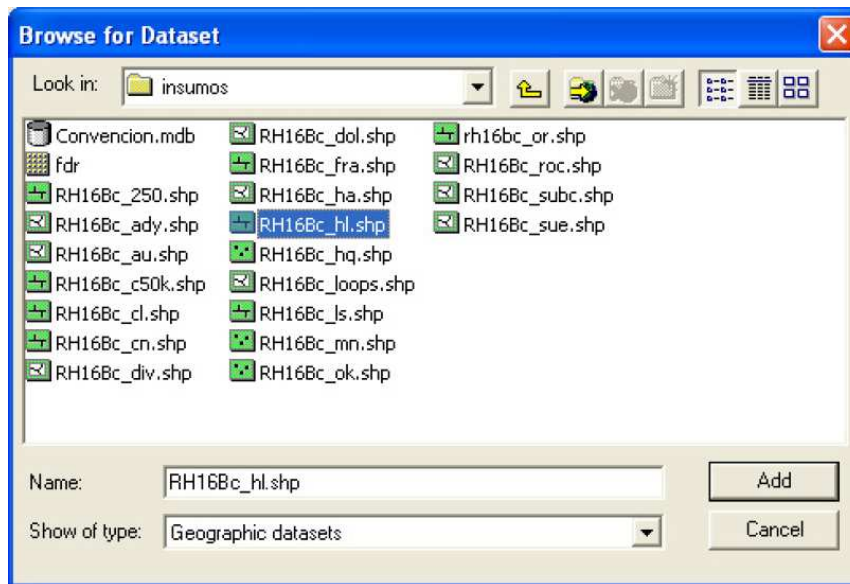 Browse for Dataset
Look in: insumos
Convencion.mdb
fdr
RH16Bc_250.shp
RH16Bc_ady.shp
RH16Bc_au.shp
RH16Bc_c50k.shp
RH16Bc_cl.shp
RH16Bc_cn.shp
RH16Bc_div.shp
RH16Bc_dol.shp
RH16Bc_fra.shp
RH16Bc_ha.shp
RH16Bc_hl.shp
RH16Bc_hq.shp
RH16Bc_loops.shp
RH16Bc_ls.shp
RH16Bc_mn.shp
RH16Bc_ok.shp
rh16bc_or.shp
RH16Bc_roc.shp
RH16Bc_subc.shp
RH16Bc_sue.shp
Name: RH16Bc_hl.shp Add
Show of type: Geographic datasets Cancel